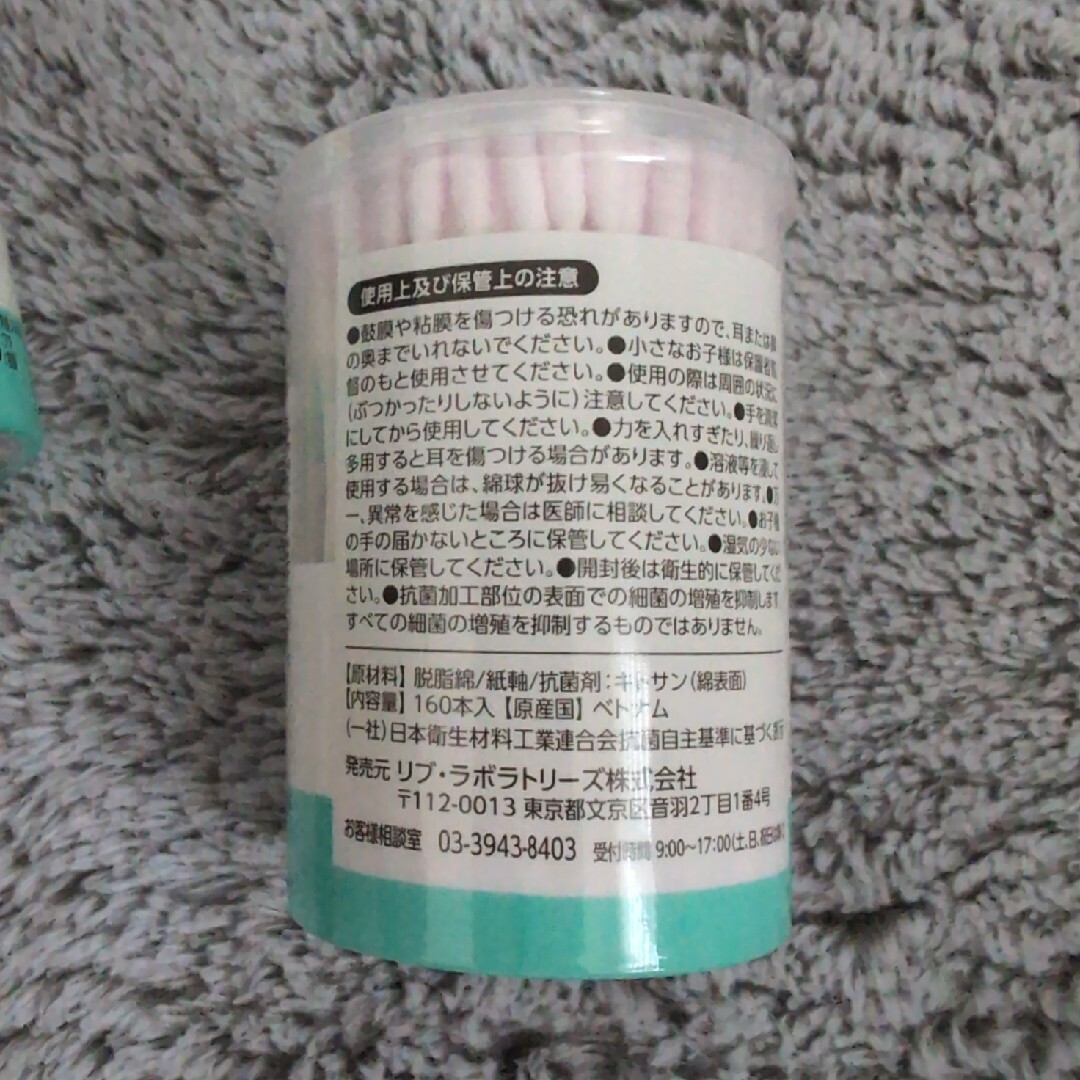 使用上及び保管上の注意
●鼓膜や粘膜を傷つける恐れがありますので、耳または鼻
の奥までいれないでください。●小さなお子様は保護者監
督のもと使用させてください。●使用の際は周囲の状況に
(ぶつかったりしないように)注意してください。●手を清潔
にしてから使用してください。●力を入れすぎたり、繰り返し
多用すると耳を傷つける場合があります。●溶液等を浸して
使用する場合は、綿球が抜け易くなることがあります。●万
一、異常を感じた場合は医師に相談してください。●お子様
の手の届かないところに保管してください。●湿気の少ない
場所に保管してください。●開封後は衛生的に保管してくだ
さい。●抗菌加工部位の表面での細菌の増殖を抑制します
すべての細菌の増殖を抑制するものではありません。
【原材料】脱脂綿/紙軸/抗菌剤:キトサン(綿表面)
【内容量】160本入【原産国】ベトナム
(一社)日本衛生材料工業連合会抗菌自主基準に基づく
発売元 リブ・ラボラトリーズ株式会社
〒112-0013 東京都文京区音羽2丁目1番4号
お客様相談室 03-3943-8403 受付時間 9:00~17:00(土、日、祝日